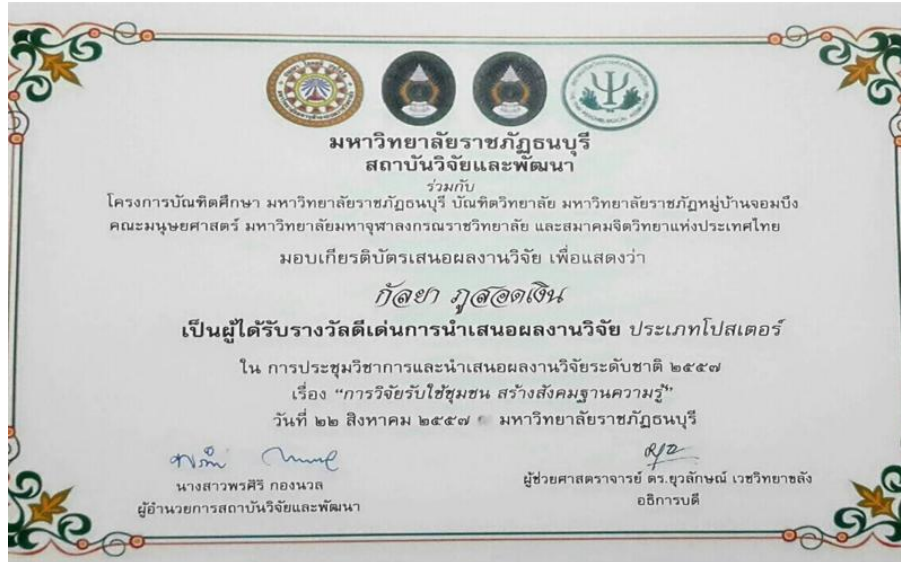 มหาวิทยาลัยราชภัฏธนบุรี
สถาบันวิจัยและพัฒนา
ร่วมกับ
โครงการบัณฑิตศึกษา มหาวิทยาลัยราชภัฏธนบุรี บัณฑิตวิทยาลัย มหาวิทยาลัยราชภัฏหมู่บ้านจอมบึง
คณะมนุษยศาสตร์ มหาวิทยาลัยมหาจุฬาลงกรณราชวิทยาลัย และสมาคมจิตวิทยาแห่งประเทศไทย
มอบเกียรติบัตรเสนอผลงานวิจัย เพื่อแสดงว่า
กัลยา ภูสอดเงิน
เป็นผู้ได้รับรางวัลดีเด่นการนำเสนอผลงานวิจัย ประเภทโปสเตอร์
ใน การประชุมวิชาการและนำเสนอผลงานวิจัยระดับชาติ ๒๕๕๗
เรื่อง “การวิจัยรับใช้ชุมชน สร้างสังคมฐานความรู้”
วันที่ ๒๒ สิงหาคม ๒๕๕๗ มหาวิทยาลัยราชภัฏธนบุรี
นางสาวพรศิริ กองนวล
ผู้อำนวยการสถาบันวิจัยและพัฒนา
ผู้ช่วยศาสตราจารย์ ดร.ยุวลักษณ์ เวชวิทยาขลัง
อธิการบดี